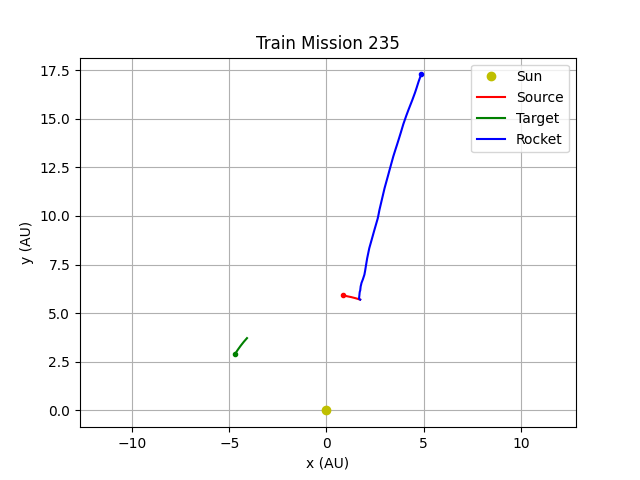 Train Mission 235
Sun
Source
Target
Rocket
17.5
15.0
12.5
10.0
7.5
5.0
2.5
0.0
y (AU)
−10
−5
0
5
10
x (AU)